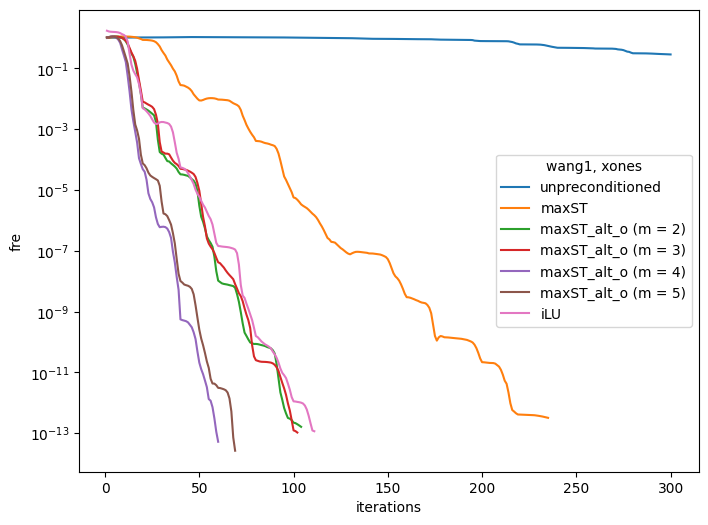 10⁻¹
10⁻³
10⁻⁵
10⁻⁷
10⁻⁹
10⁻¹¹
10⁻¹³
fre
wang1, xones
unpreconditioned
maxST
maxST_alt_o (m = 2)
maxST_alt_o (m = 3)
maxST_alt_o (m = 4)
maxST_alt_o (m = 5)
iLU
0 50 100 150 200 250 300
iterations